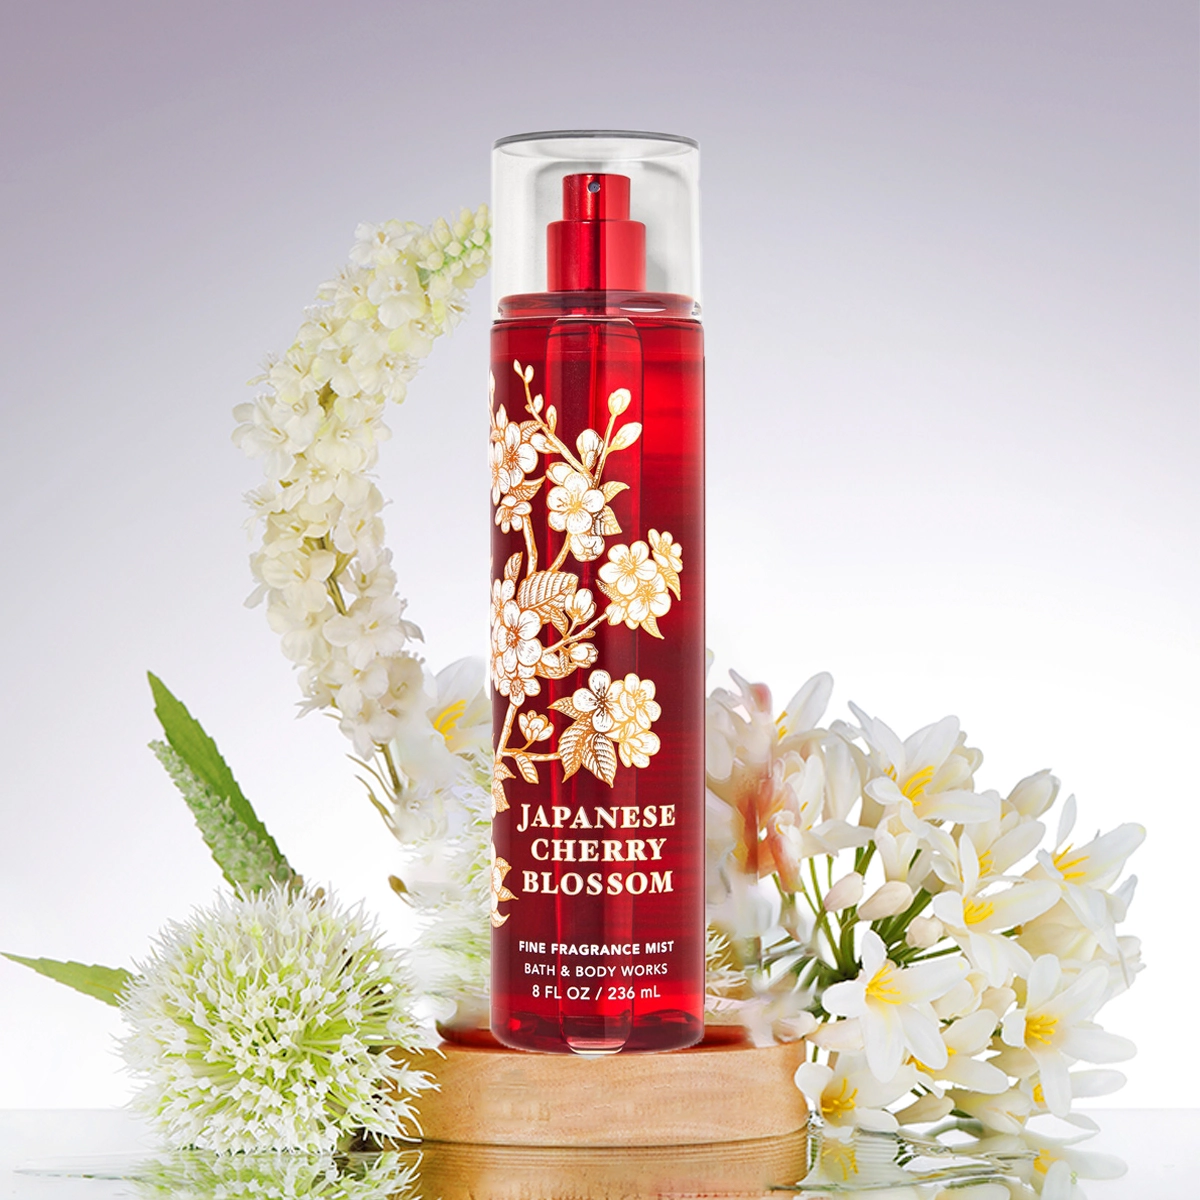 JAPANESE
CHERRY
BLOSSOM
FINE FRAGRANCE MIST
BATH & BODY WORKS
8 FL OZ / 236 mL